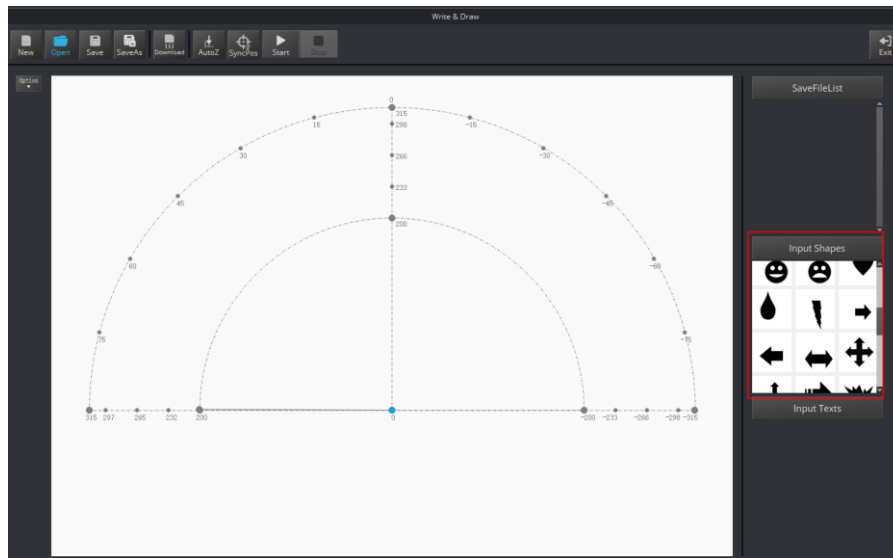 Write & Draw
New Open Save SaveAs Download AutoZ SyncPos Start Stop Exit
Option
SaveFileList
0
315
15 298 -15
30 266 -30
45 233 -45
200
60 -60
75 -75
315 297 265 232 200 0 -200 -233 -266 -298 -315
Input Shapes
Input Texts